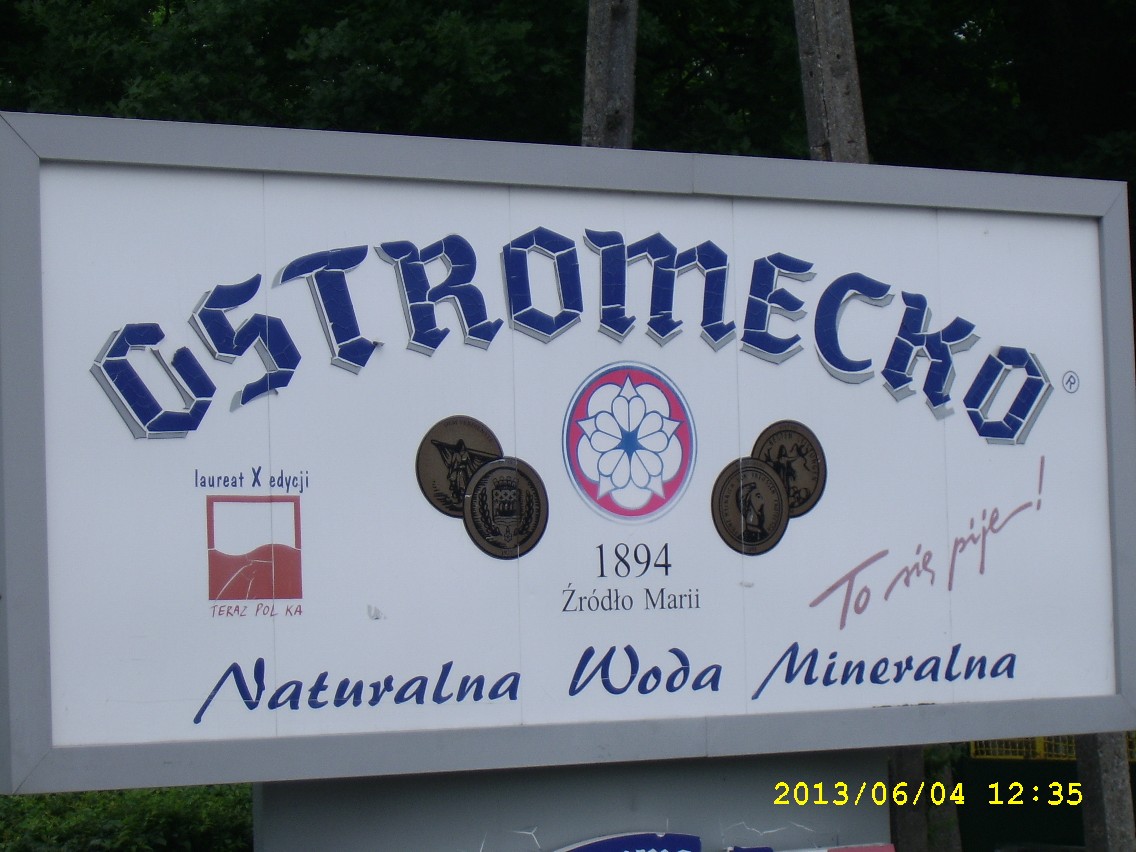 OSTROMECKO®
laureat X edycji
TERAZ POLSKA
1894
Źródło Marii
To się pije!
Naturalna Woda Mineralna
2013/06/04 12:35